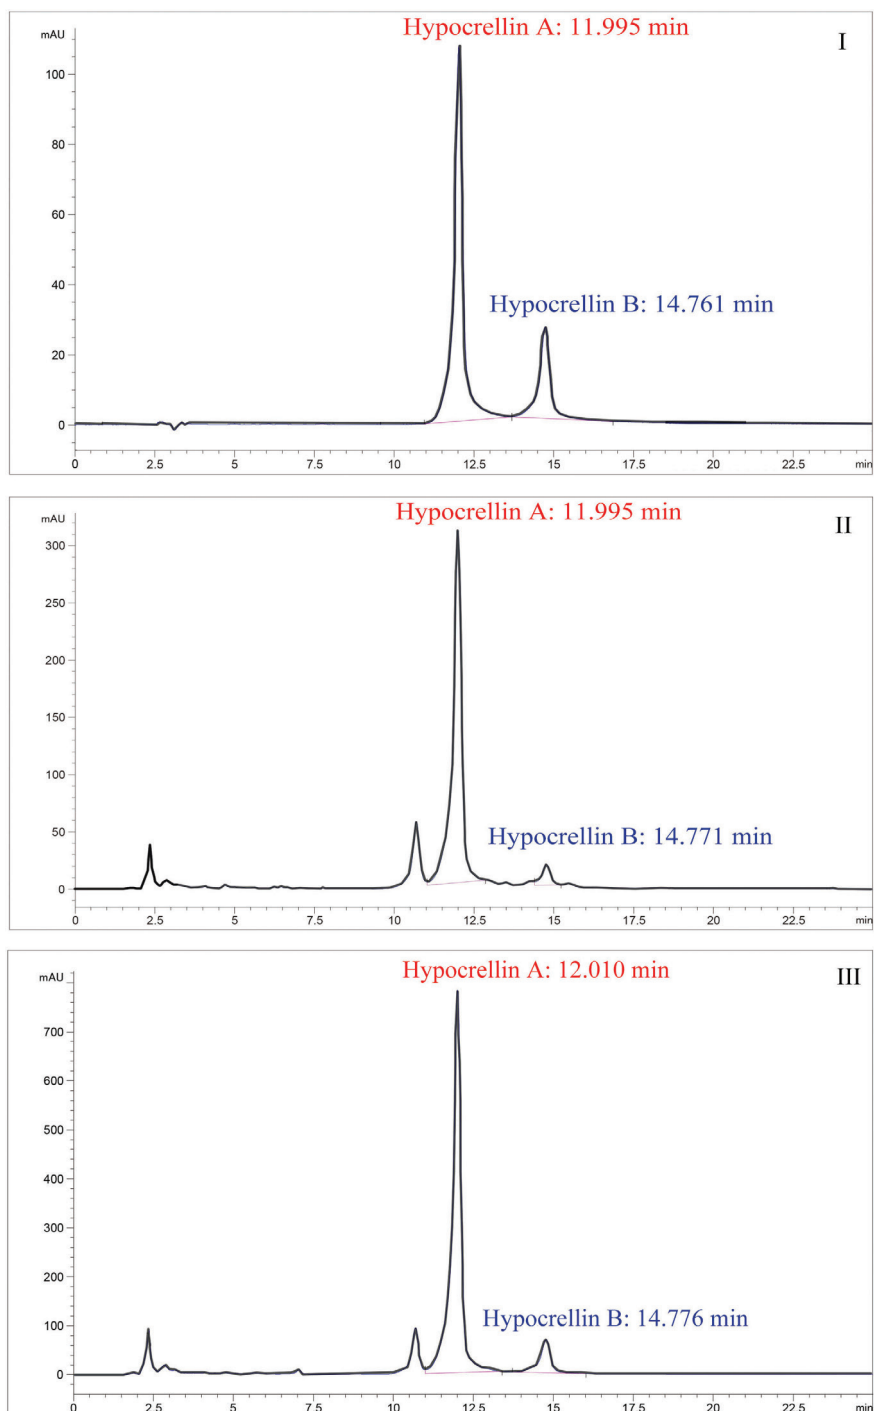 Hypocrellin A: 11.995 min
I
mAU
100
80
60
40
20
0
Hypocrellin B: 14.761 min
0 2.5 5 7.5 10 12.5 15 17.5 20 22.5 min
Hypocrellin A: 11.995 min
II
mAU
300
250
200
150
100
50
0
Hypocrellin B: 14.771 min
0 2.5 5 7.5 10 12.5 15 17.5 20 22.5 min
Hypocrellin A: 12.010 min
III
mAU
700
600
500
400
300
200
100
0
Hypocrellin B: 14.776 min
0 2.5 5 7.5 10 12.5 15 17.5 20 22.5 min